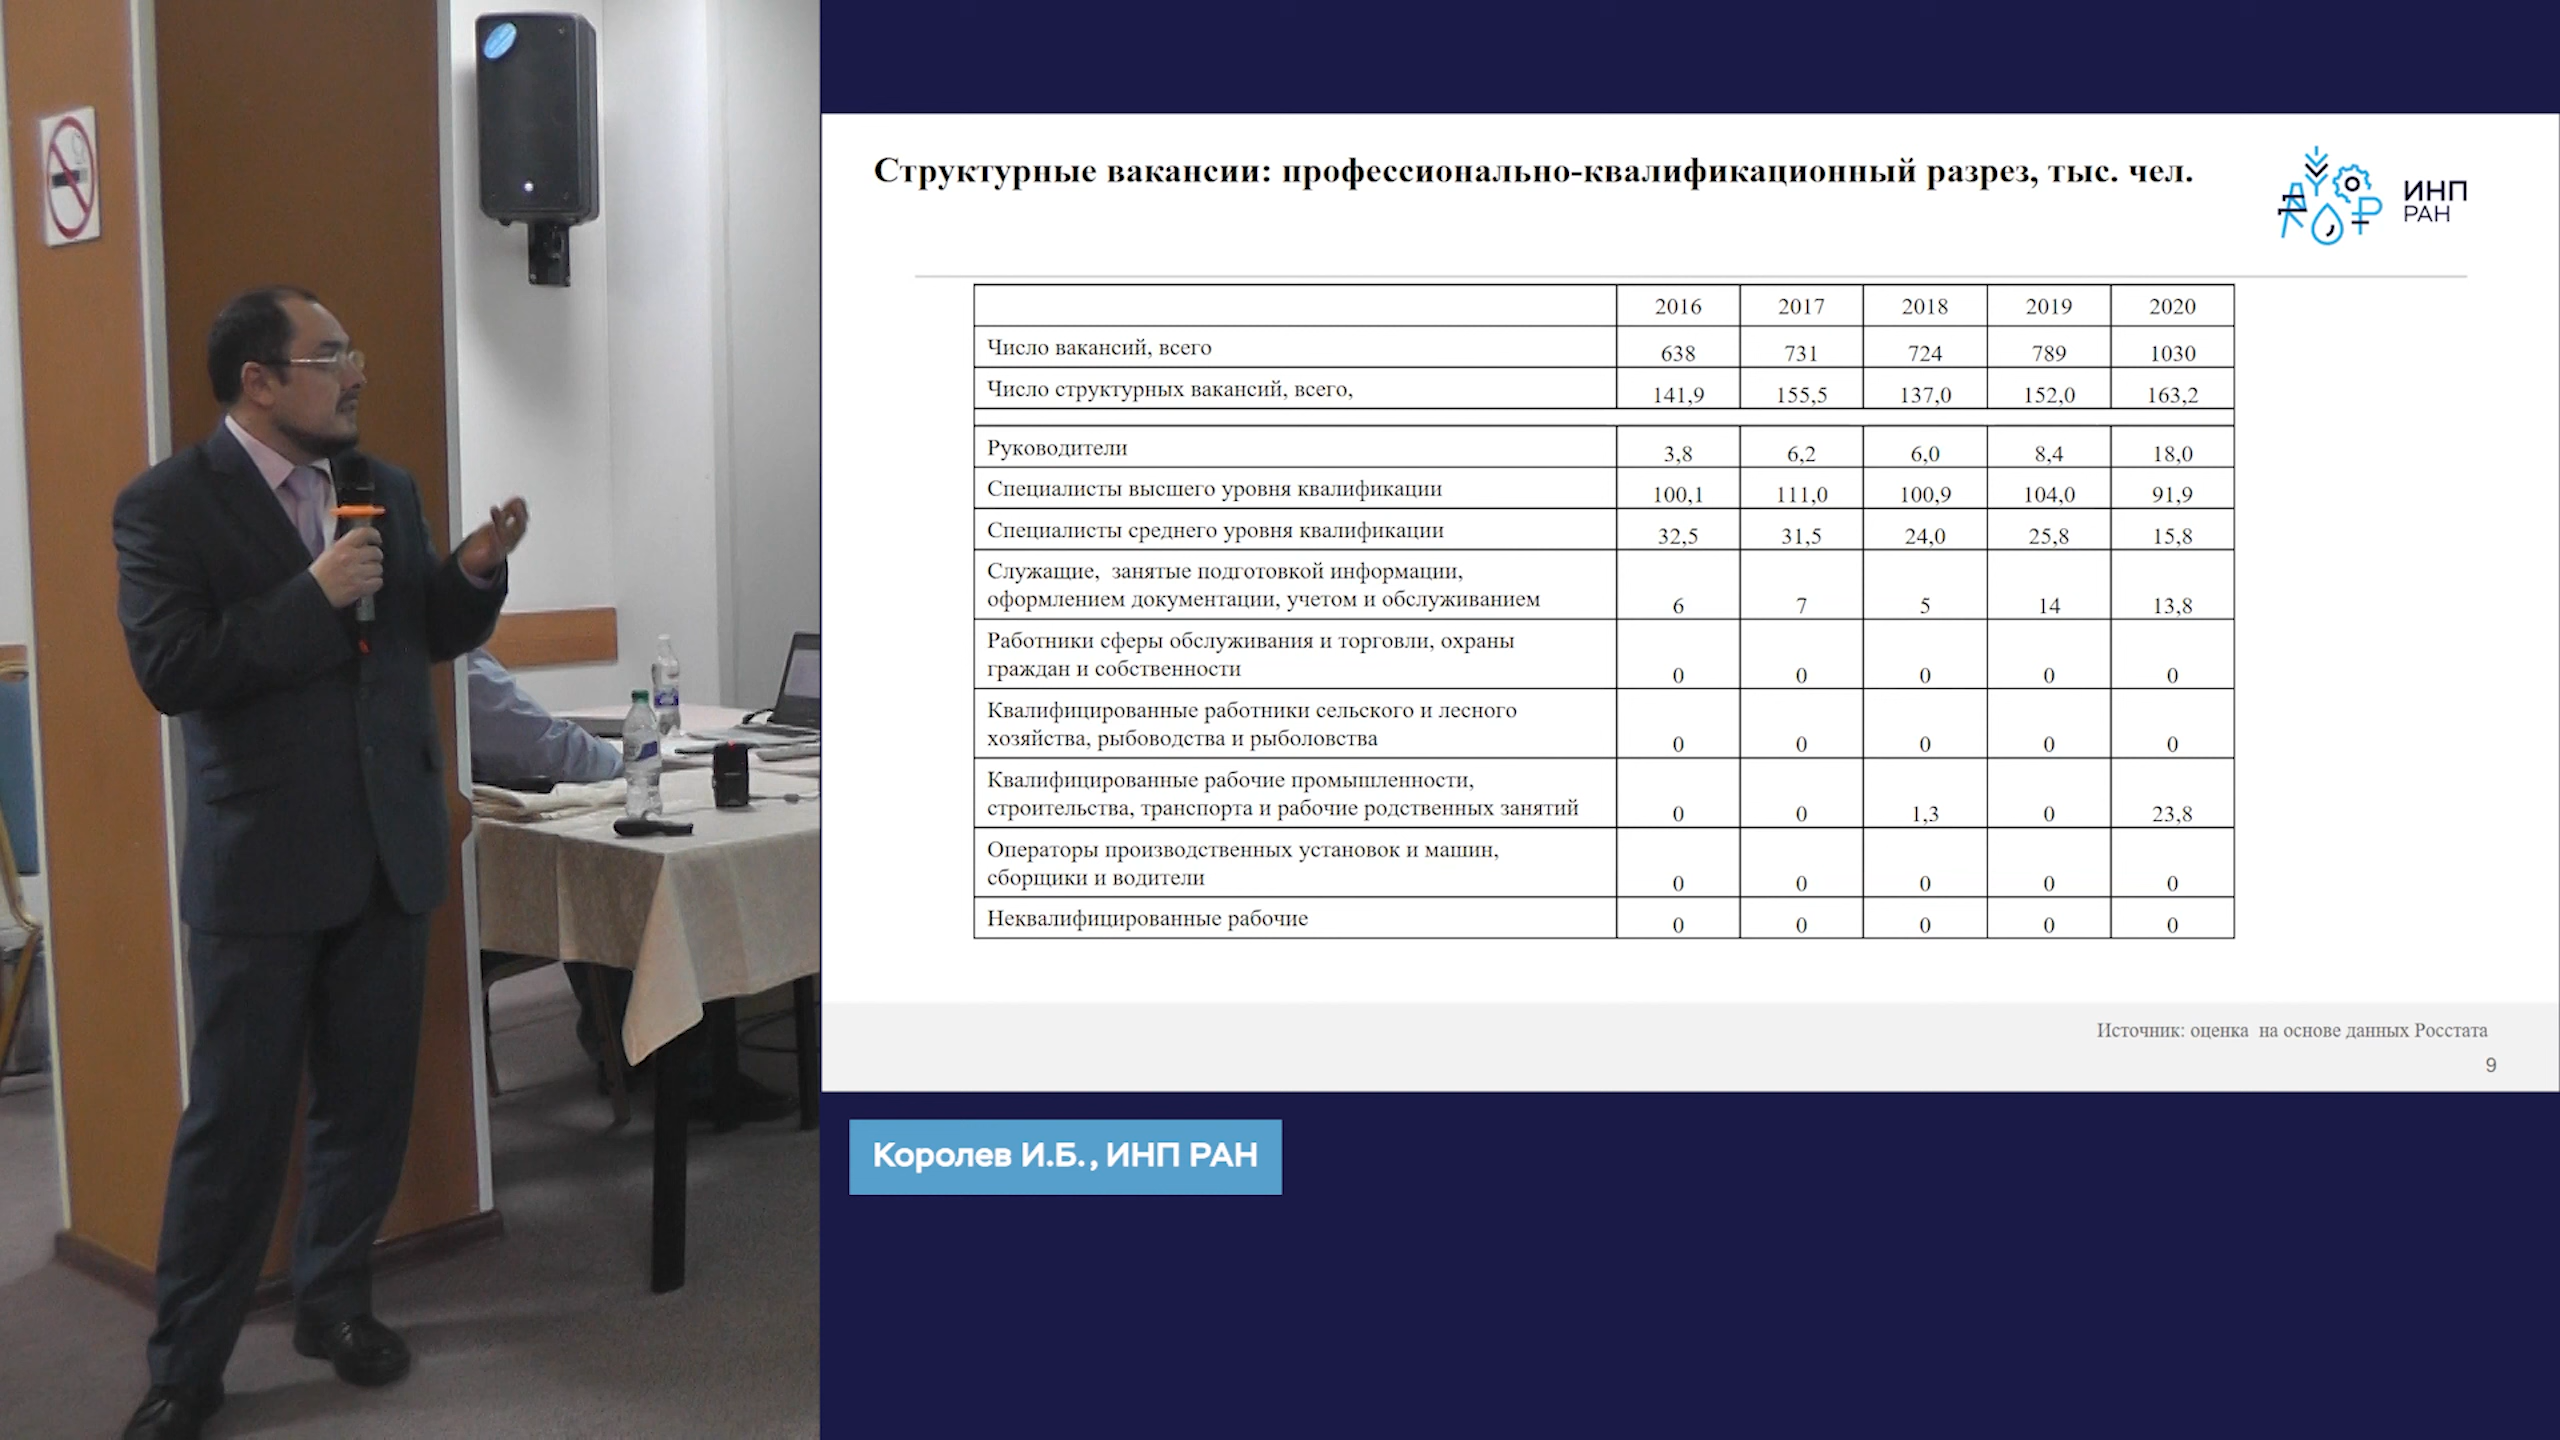 Структурные вакансии: профессионально-квалификационный разрез, тыс. чел.
ИНП
РАН
2016 2017 2018 2019 2020
Число вакансий, всего 638 731 724 789 1030
Число структурных вакансий, всего, 141,9 155,5 137,0 152,0 163,2
Руководители 3,8 6,2 6,0 8,4 18,0
Специалисты высшего уровня квалификации 100,1 111,0 100,9 104,0 91,9
Специалисты среднего уровня квалификации 32,5 31,5 24,0 25,8 15,8
Служащие, занятые подготовкой информации,
оформлением документации, учетом и обслуживанием 6 7 5 14 13,8
Работники сферы обслуживания и торговли, охраны
граждан и собственности 0 0 0 0 0
Квалифицированные работники сельского и лесного
хозяйства, рыбоводства и рыболовства 0 0 0 0 0
Квалифицированные рабочие промышленности,
строительства, транспорта и рабочие родственных занятий 0 0 1,3 0 23,8
Операторы производственных установок и машин,
сборщики и водители 0 0 0 0 0
Неквалифицированные рабочие 0 0 0 0 0
Источник: оценка на основе данных Росстата
9
Королев И.Б., ИНП РАН